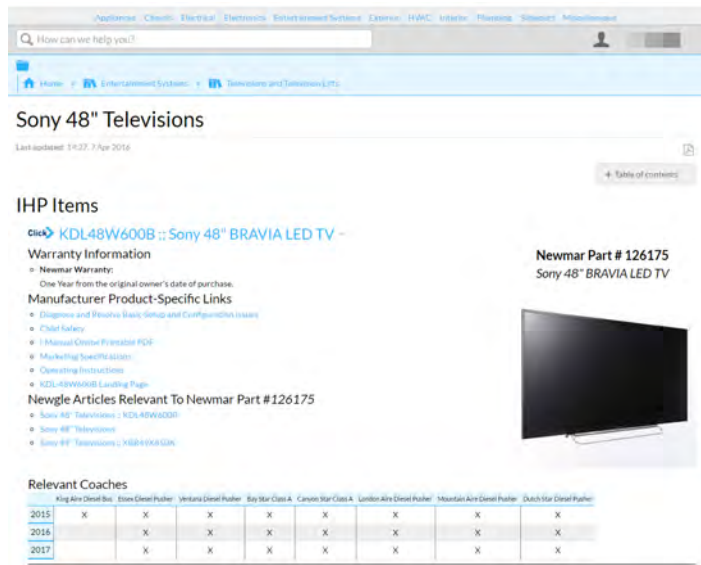 Appliances Chassis Electrical Electronics Entertainment Systems Exterior HVAC Interior Plumbing Support Miscellaneous
How can we help you?
Home Entertainment Systems Televisions and Television Lifts
Sony 48" Televisions
Last updated: 14:27, 7 Apr 2016
+ Table of contents
IHP Items
Click KDL48W600B :: Sony 48" BRAVIA LED TV –
Warranty Information
Newmar Warranty:
One Year from the original owner's date of purchase.
Manufacturer Product-Specific Links
Diagnose and Resolve Basic Setup and Configuration Issues
Child Safety
I-Manual Online Printable PDF
Marketing Specifications
Operating Instructions
KDL-48W600B Landing Page
Newgle Articles Relevant To Newmar Part #126175
Sony 48" Televisions :: KDL48W600B
Sony 48" Televisions
Sony 49" Televisions ::
Newmar Part # 126175
Sony 48" BRAVIA LED TV
Relevant Coaches
King Aire Diesel Bus Essex Diesel Pusher Ventana Diesel Pusher Bay Star Class A Canyon Star Class A London Aire Diesel Pusher Mountain Aire Diesel Pusher Dutch Star Diesel Pusher
2015 X X X X X X X X
2016 X X X X X X X
2017 X X X X X X X